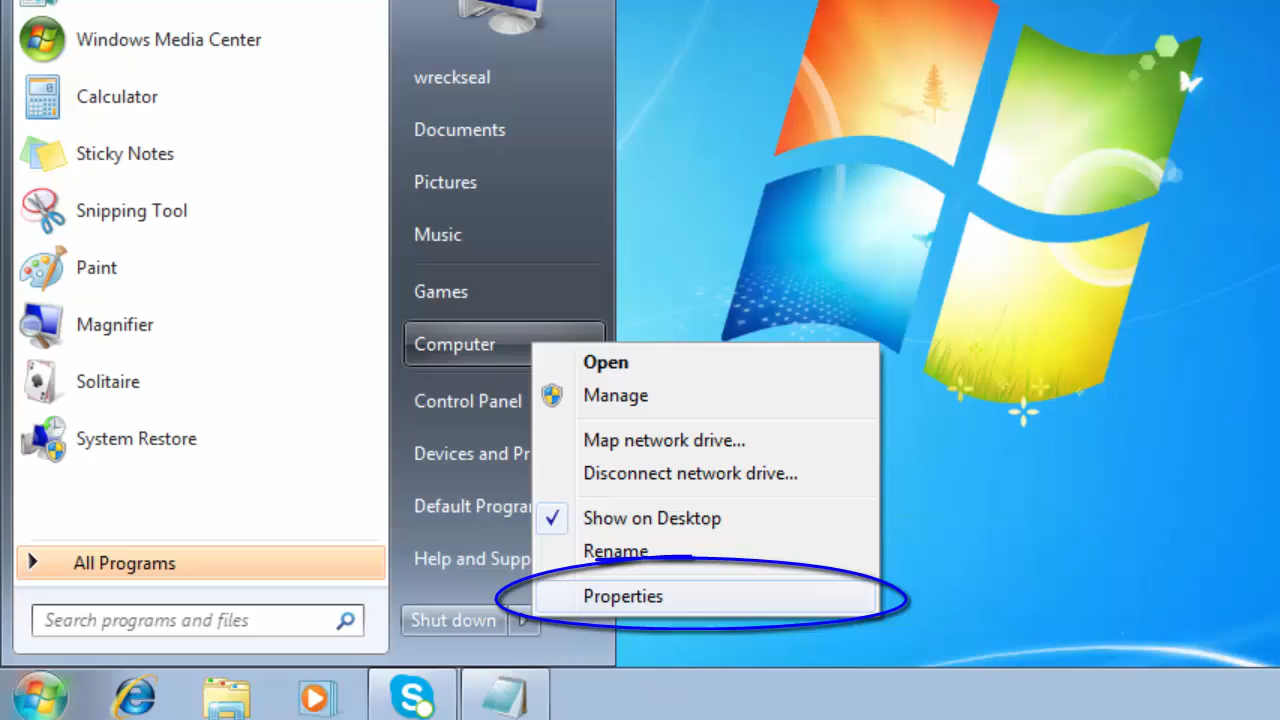 Windows Media Center
Calculator
Sticky Notes
Snipping Tool
Paint
Magnifier
Solitaire
System Restore
All Programs
Search programs and files
wreckseal
Documents
Pictures
Music
Games
Computer
Control Panel
Devices and Pr
Default Progra
Help and Supp
Shut down
Open
Manage
Map network drive...
Disconnect network drive...
Show on Desktop
Rename
Properties